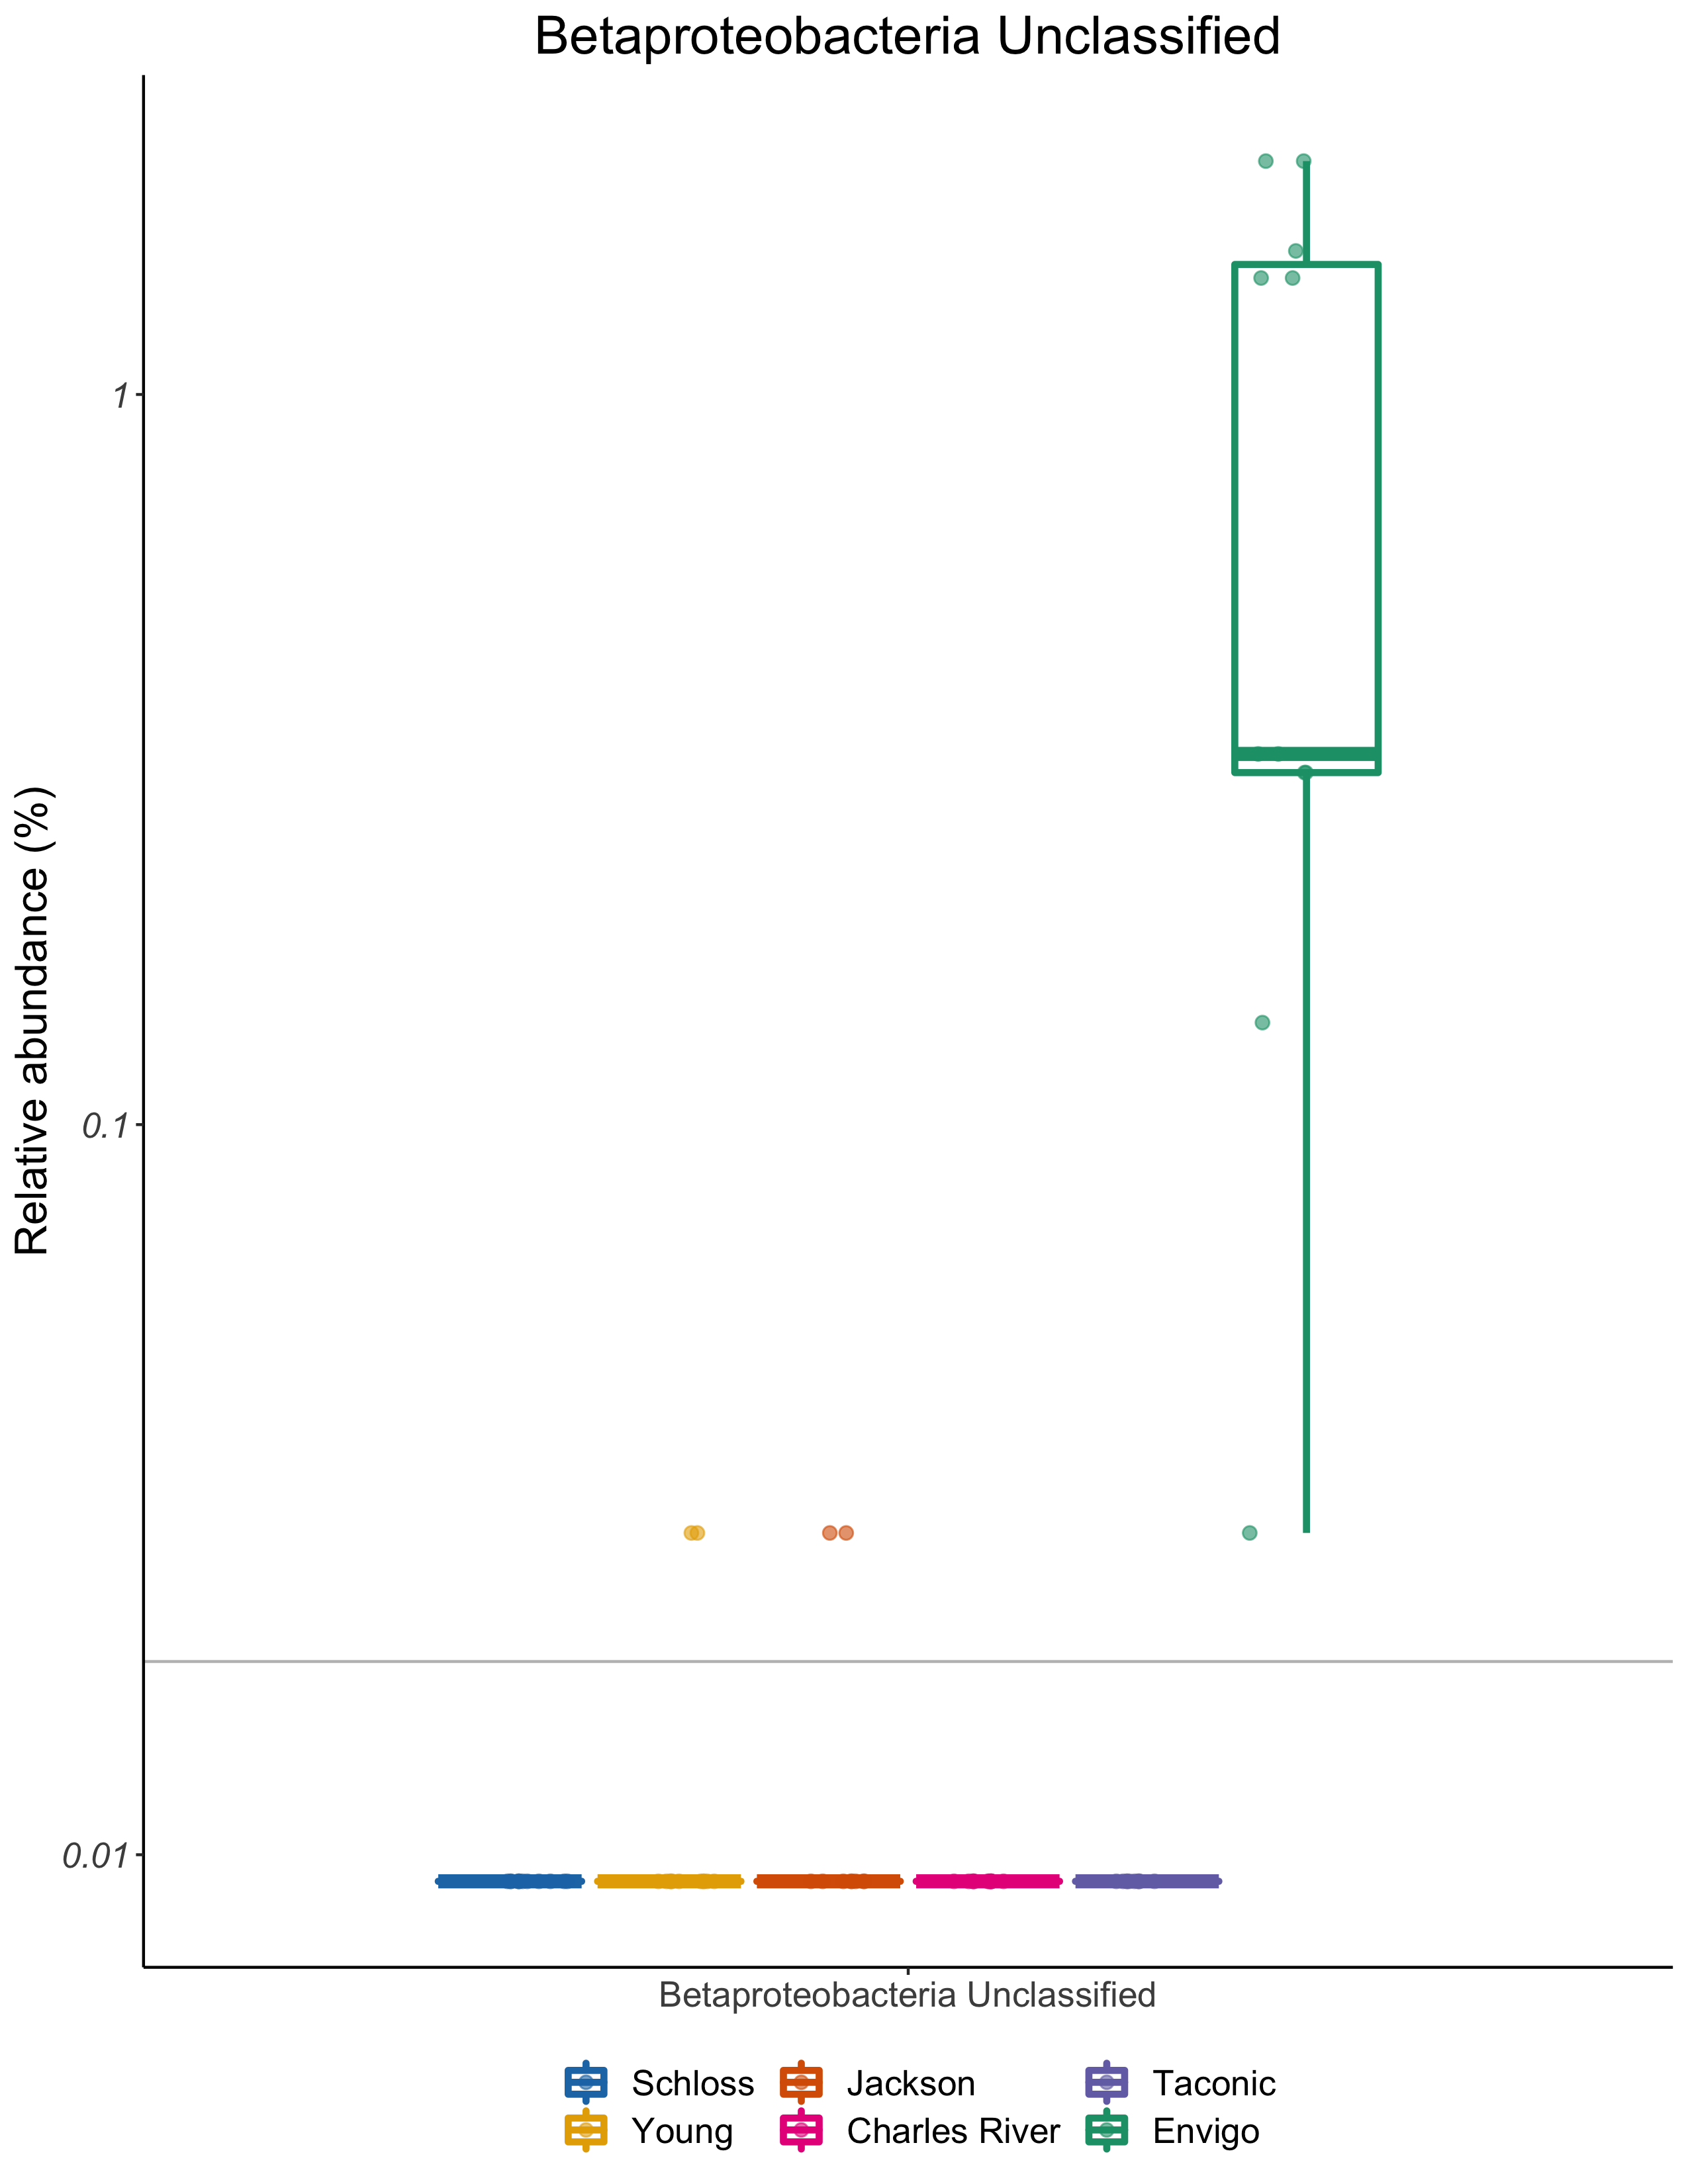 Betaproteobacteria Unclassified
Relative abundance (%)
1
0.1
0.01
Betaproteobacteria Unclassified
Schloss Jackson Taconic
Young Charles River Envigo